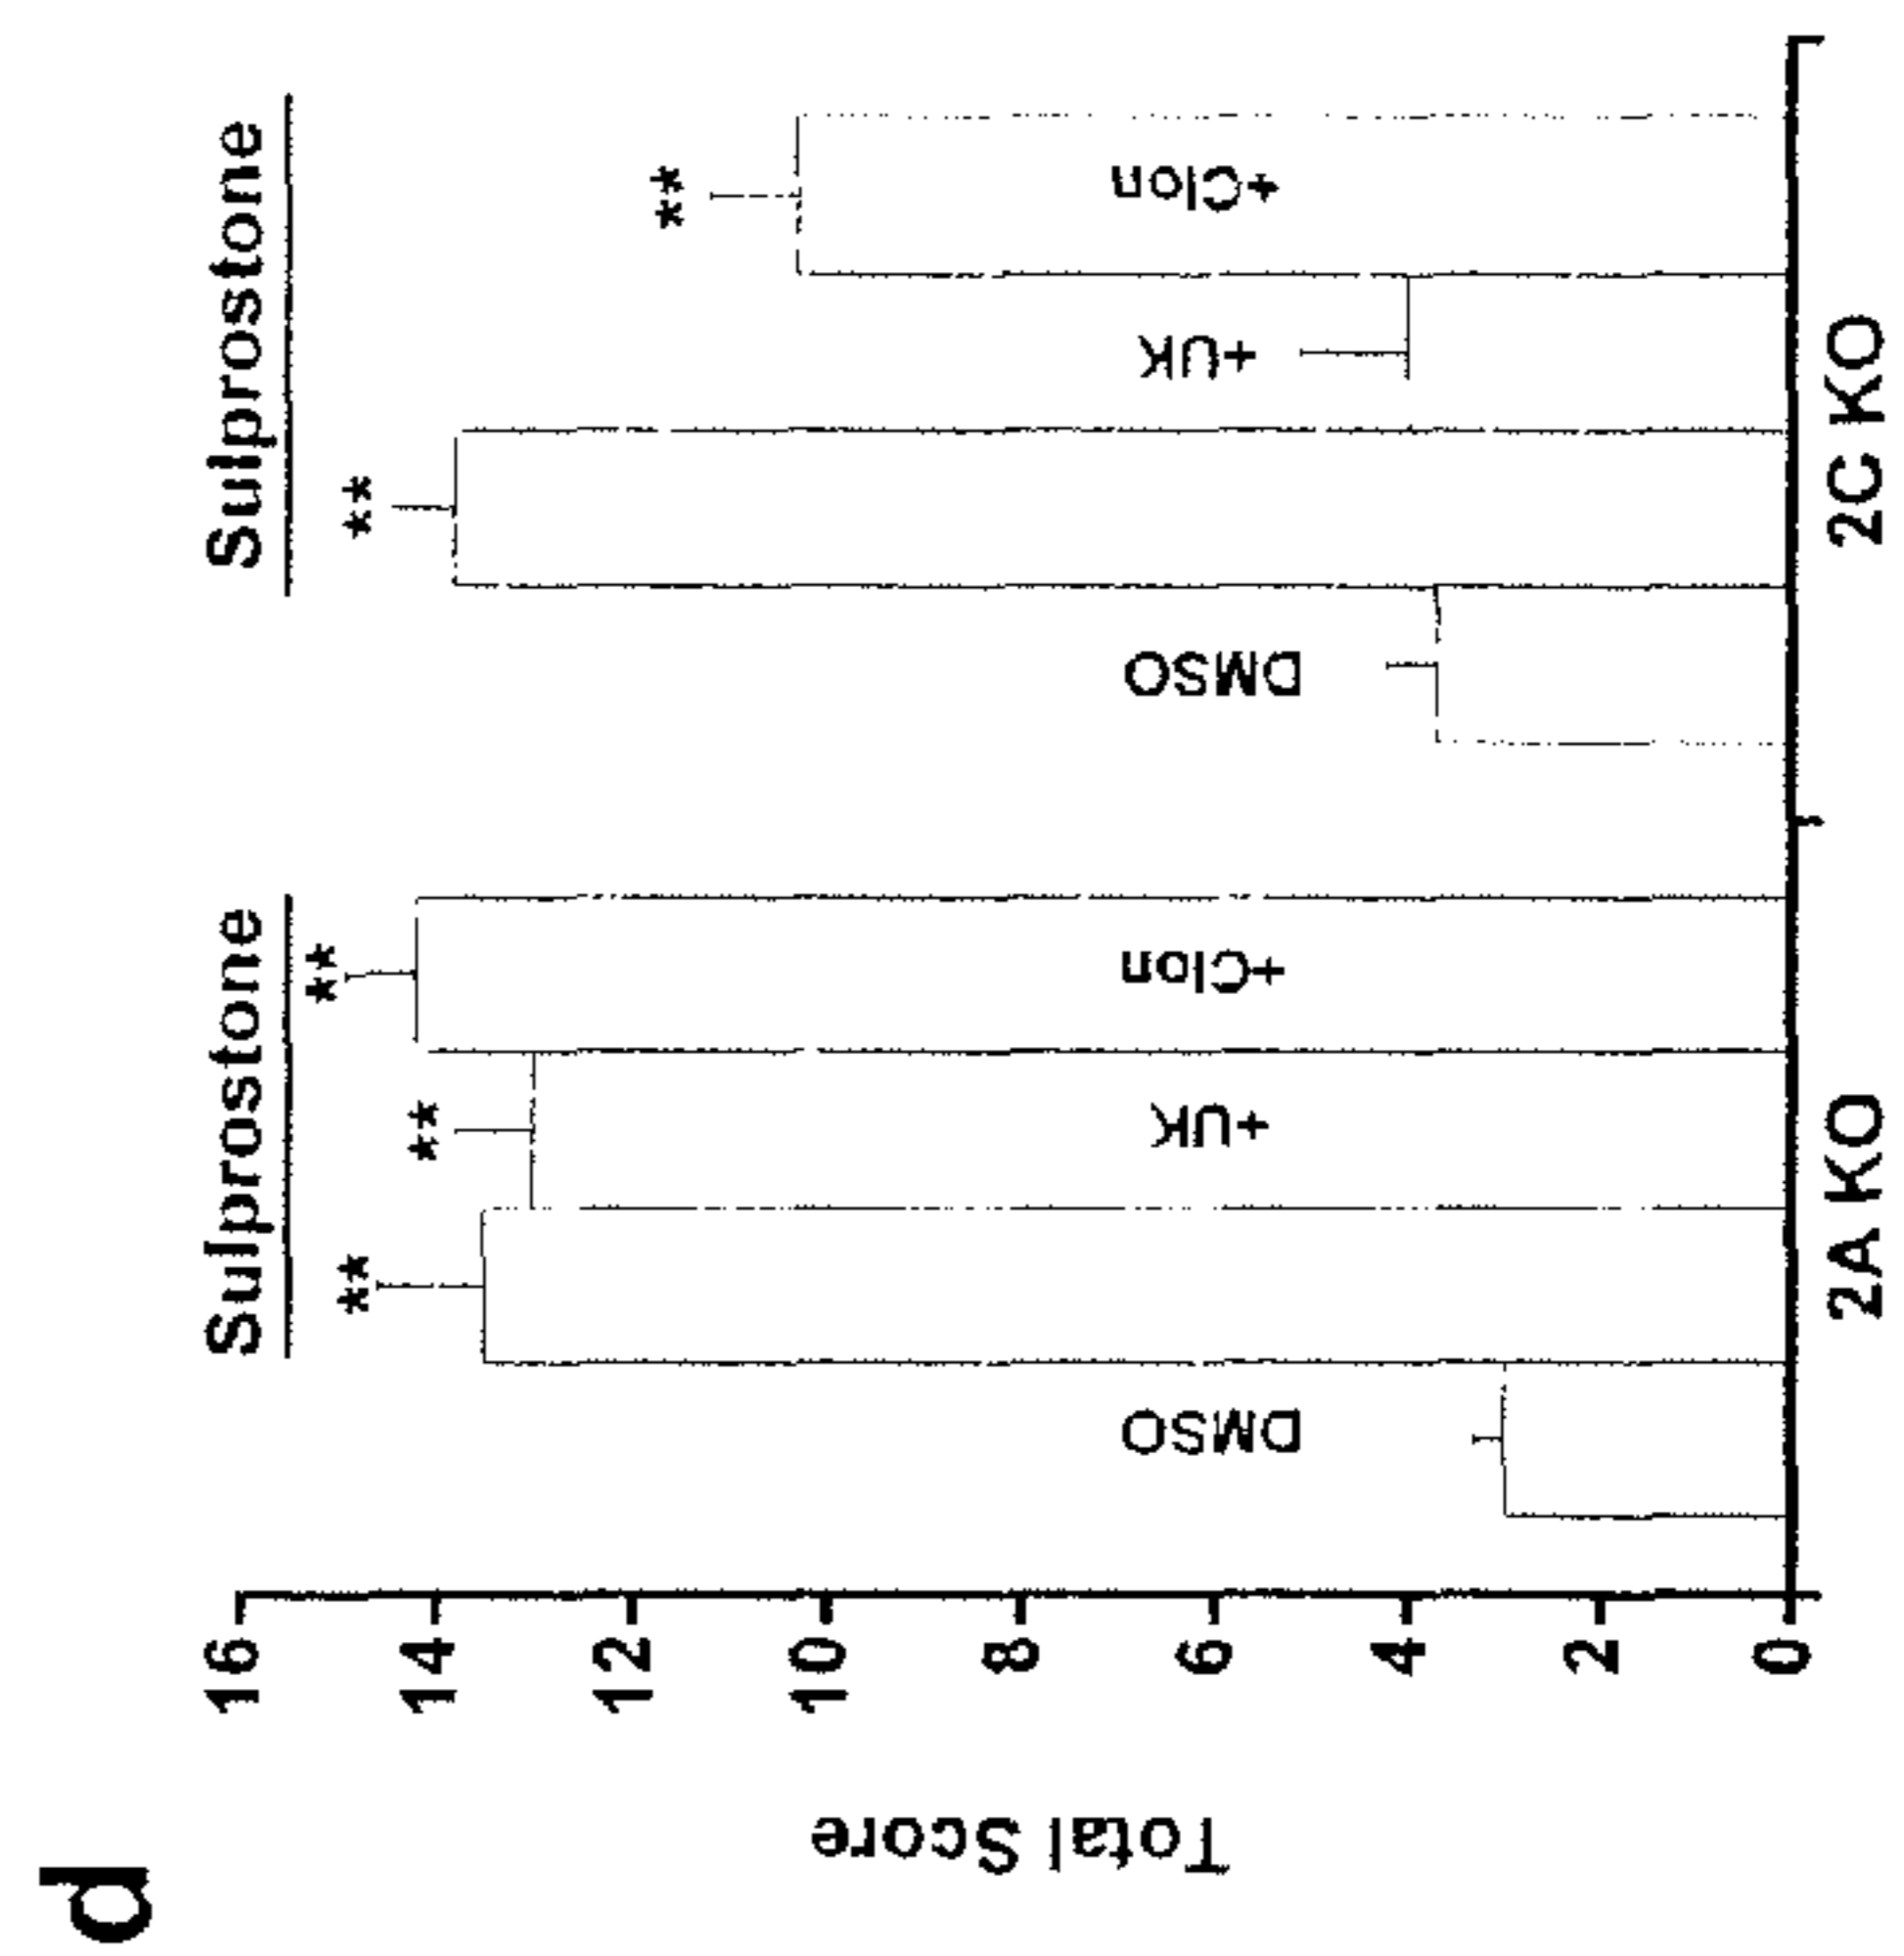 d
Sulprostone
Sulprostone
**
**
**
**
**
DMSO
+UK
+Clon
DMSO
+UK
+Clon
Total Score
16
14
12
10
8
6
4
2
0
2A KO
2C KO